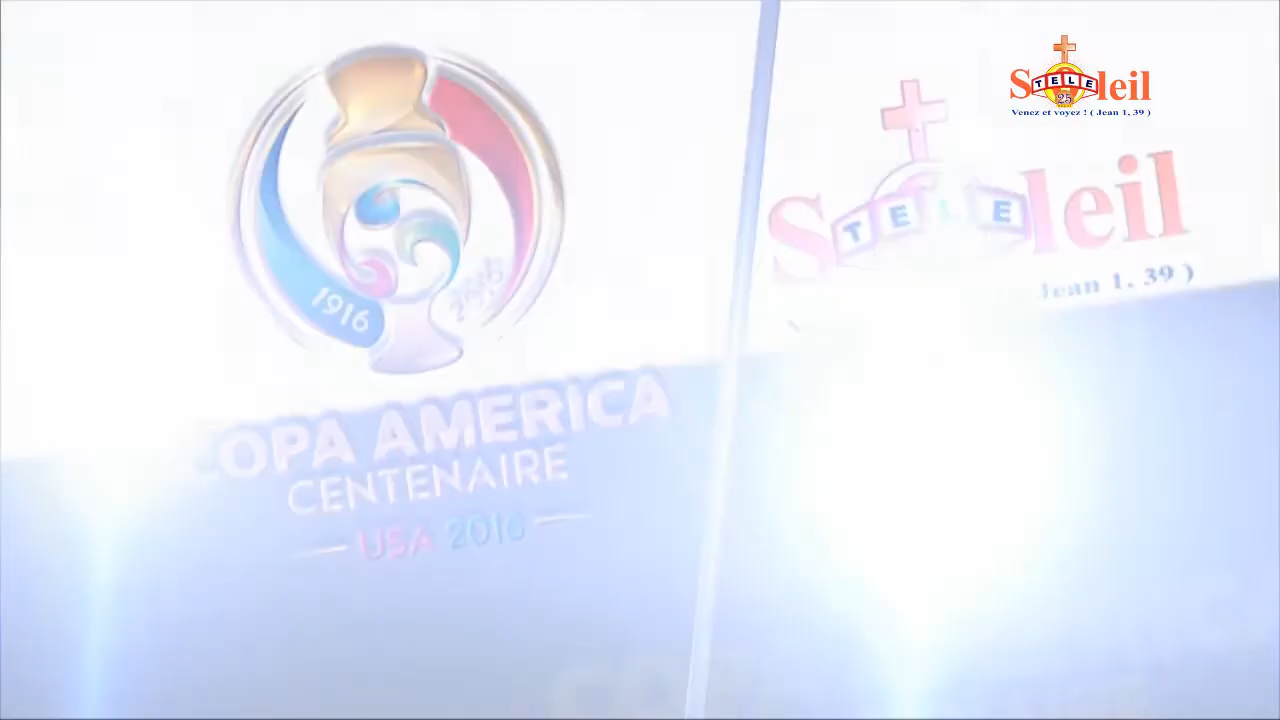 Soleil
TELE
25
Venez et voyez ! ( Jean 1, 39 )
Soleil
TELE
Jean 1, 39 )
1916
2016
COPA AMERICA
CENTENAIRE
USA 2016